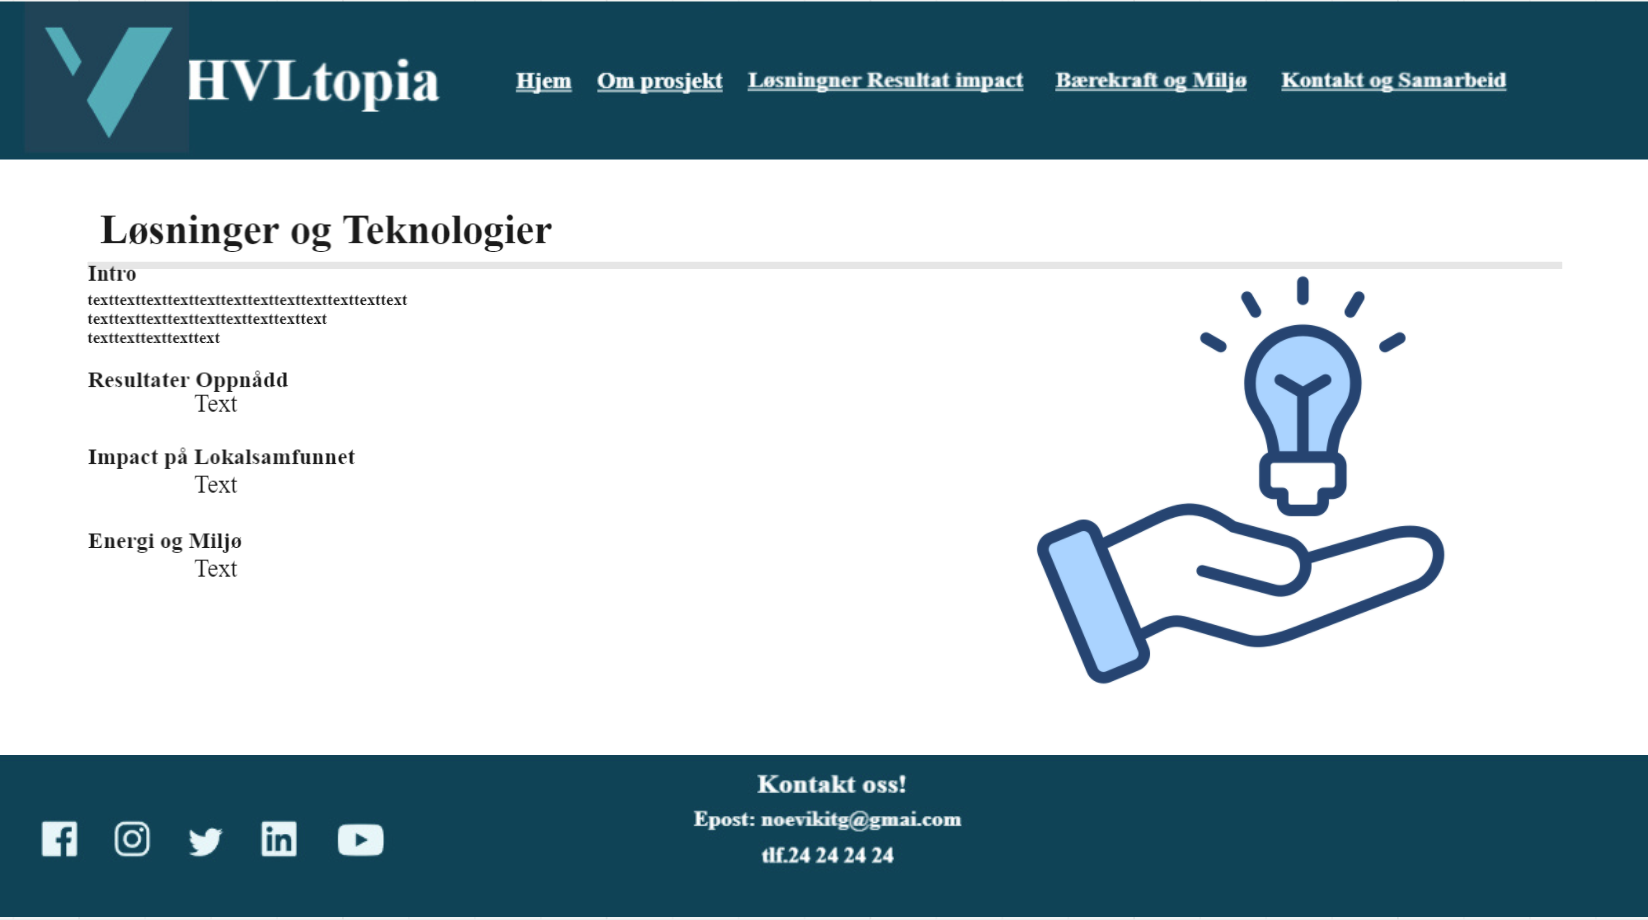 HVLtopia
Hjem Om prosjekt Løsningner Resultat impact Bærekraft og Miljø Kontakt og Samarbeid
Løsninger og Teknologier
Intro
texttexttexttexttexttexttexttexttexttexttexttext
texttexttexttexttexttexttexttexttext
texttexttexttexttext
Resultater Oppnådd
Text
Impact på Lokalsamfunnet
Text
Energi og Miljø
Text
Kontakt oss!
Epost: noevikitg@gmai.com
tlf.24 24 24 24